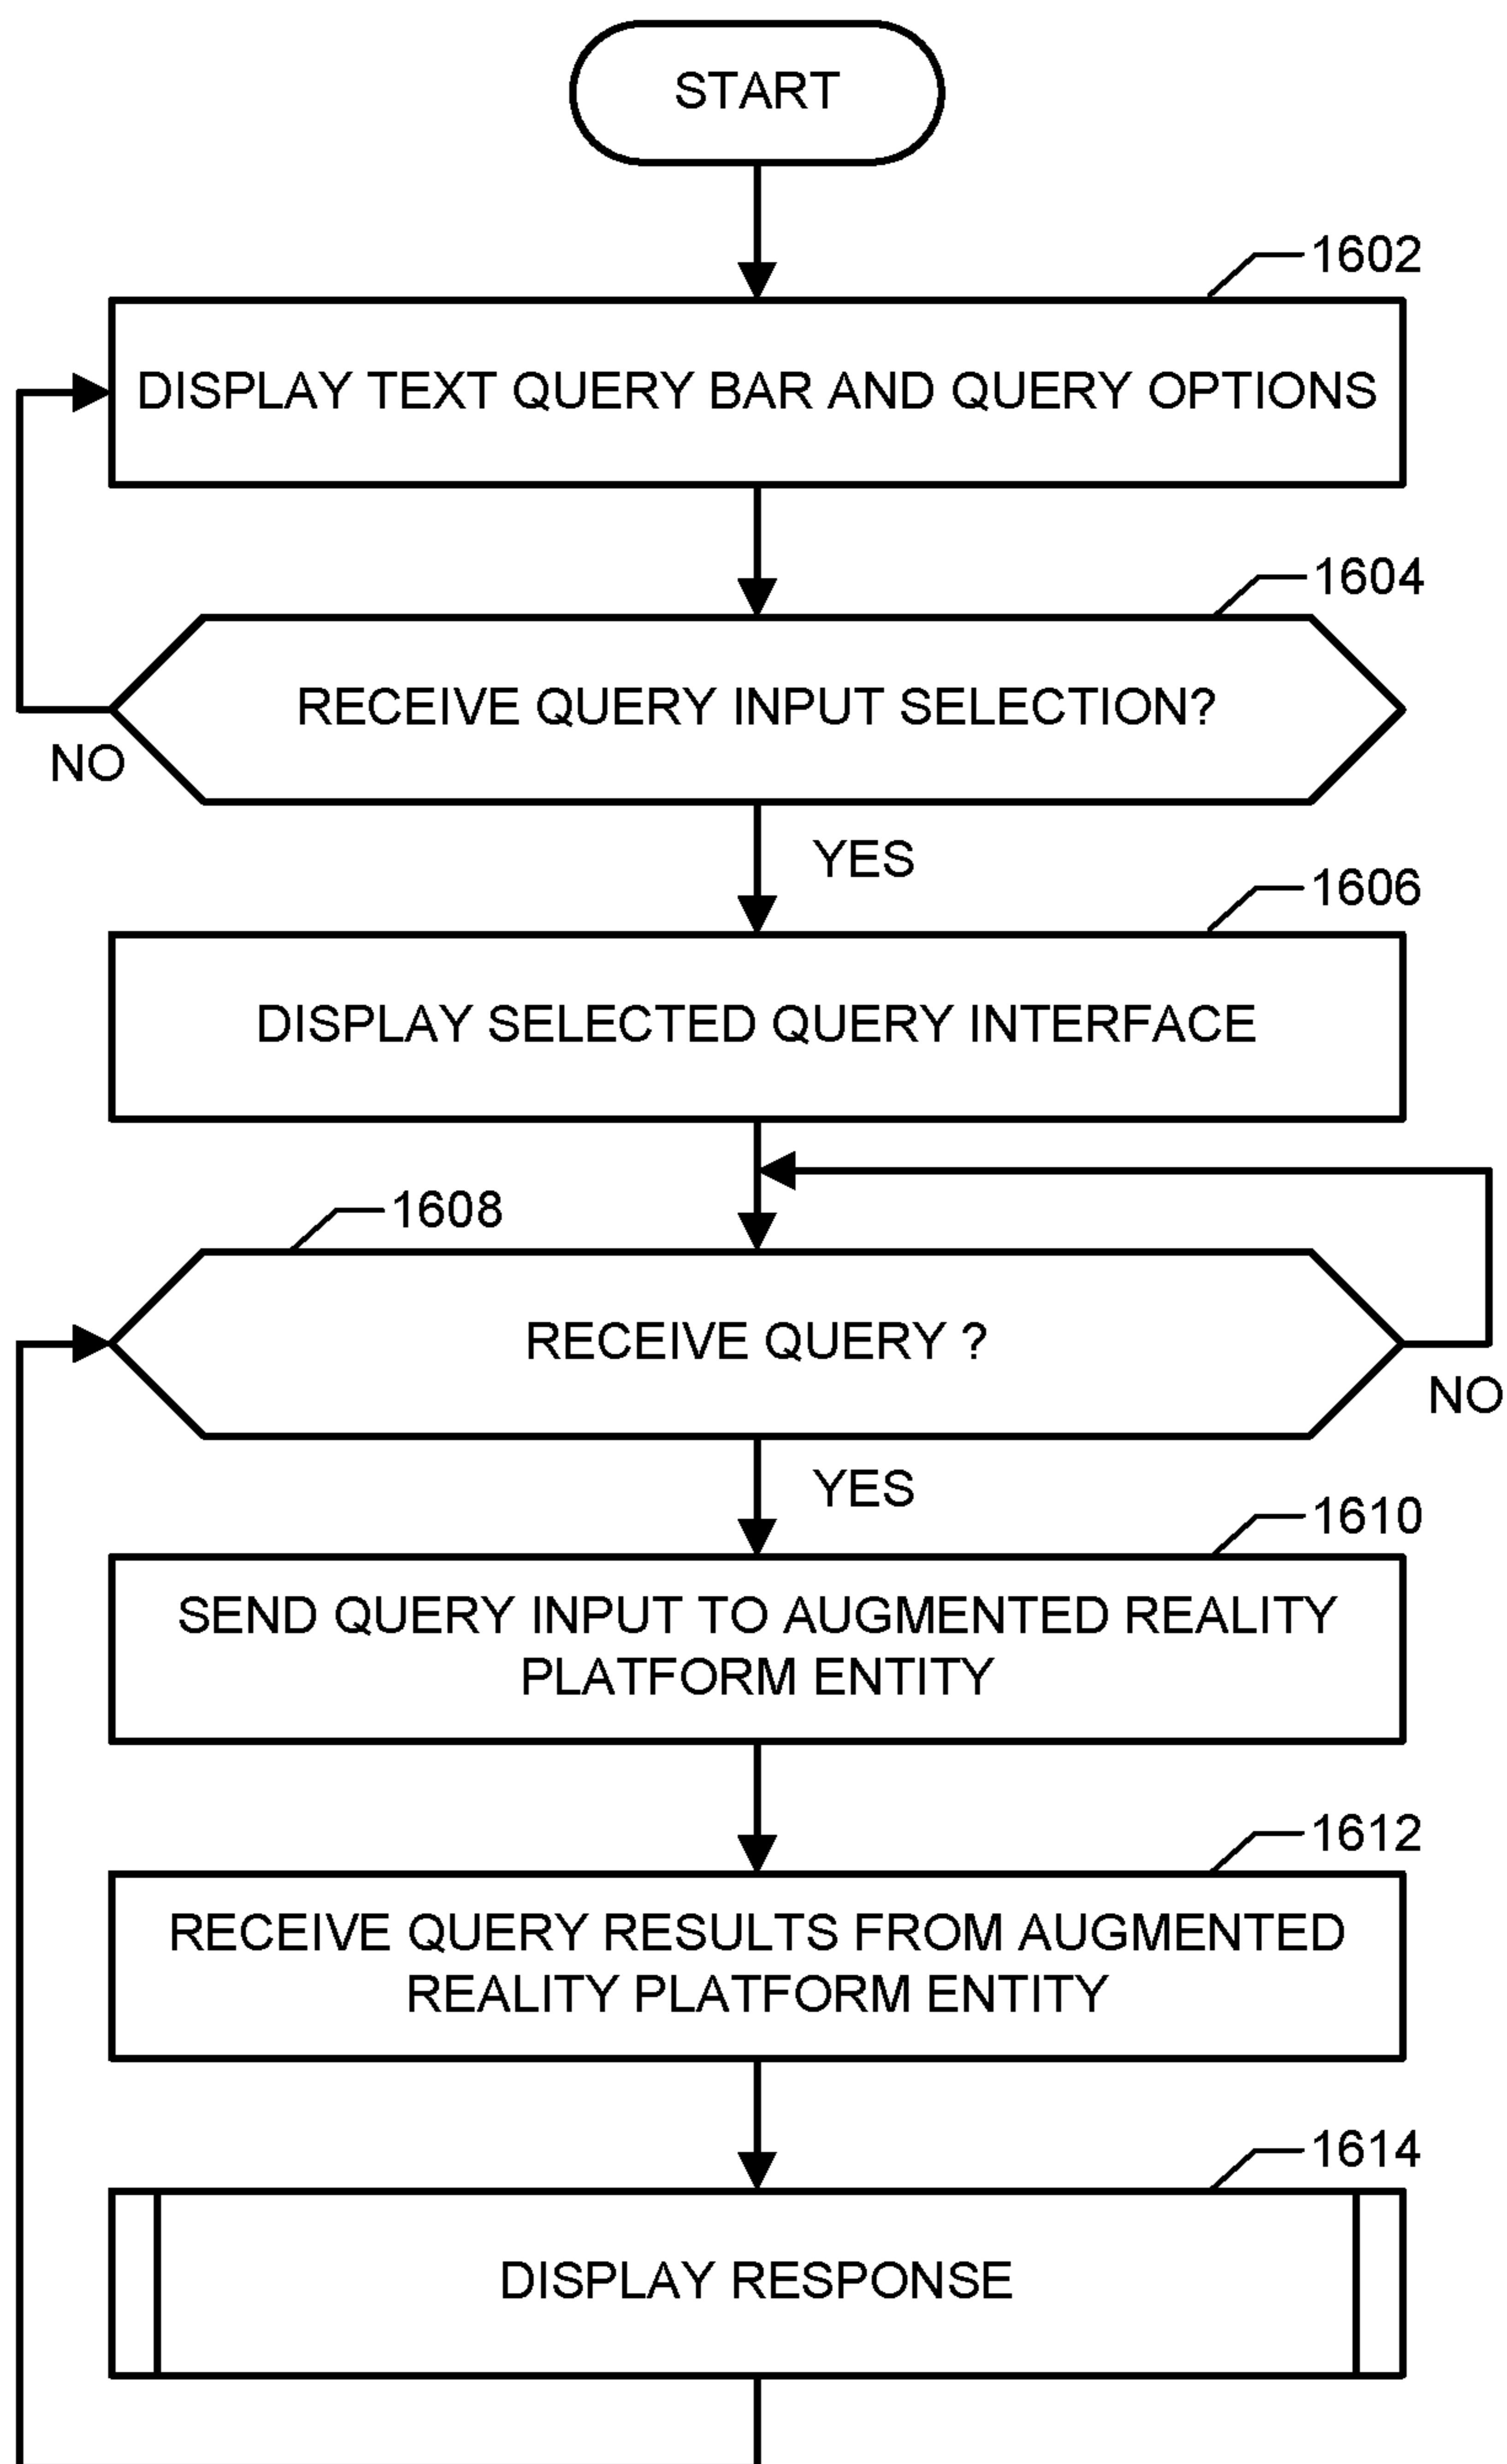 START
1602
DISPLAY TEXT QUERY BAR AND QUERY OPTIONS
1604
RECEIVE QUERY INPUT SELECTION?
NO
YES
1606
DISPLAY SELECTED QUERY INTERFACE
1608
RECEIVE QUERY ?
NO
YES
1610
SEND QUERY INPUT TO AUGMENTED REALITY
PLATFORM ENTITY
1612
RECEIVE QUERY RESULTS FROM AUGMENTED
REALITY PLATFORM ENTITY
1614
DISPLAY RESPONSE